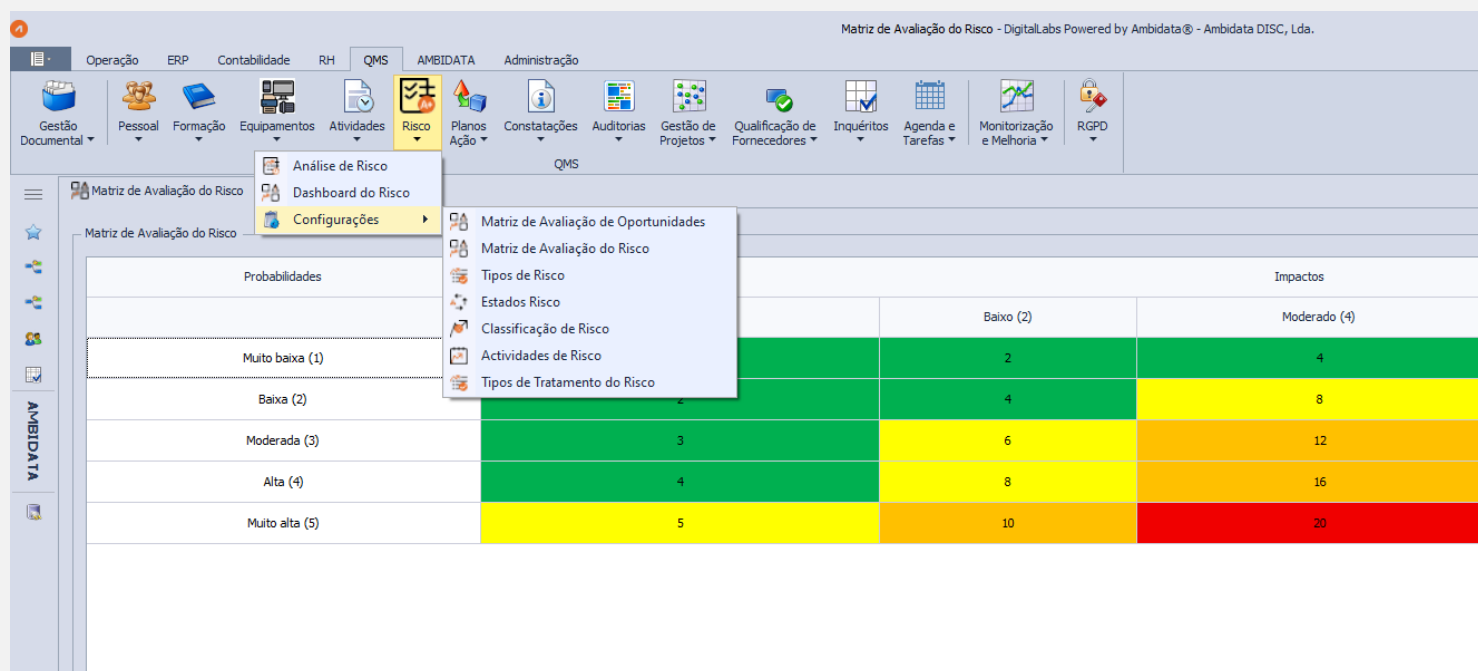 Matriz de Avaliação do Risco - DigitalLabs Powered by Ambidata® - Ambidata DISC, Lda.
Operação ERP Contabilidade RH QMS AMBIDATA Administração
Gestão Documental
Pessoal
Formação
Equipamentos
Atividades
Risco
Planos Ação
Constatações
Auditorias
Gestão de Projetos
Qualificação de Fornecedores
Inquéritos
Agenda e Tarefas
Monitorização e Melhoria
RGPD
QMS
Análise de Risco
Dashboard do Risco
Configurações
Matriz de Avaliação de Oportunidades
Matriz de Avaliação do Risco
Tipos de Risco
Estados Risco
Classificação de Risco
Actividades de Risco
Tipos de Tratamento do Risco
Matriz de Avaliação do Risco
AMBIDATA
Matriz de Avaliação do Risco
Probabilidades Impactos
Baixo (2) Moderado (4)
Muito baixa (1) 2 4
Baixa (2) 2 4 8
Moderada (3) 3 6 12
Alta (4) 4 8 16
Muito alta (5) 5 10 20